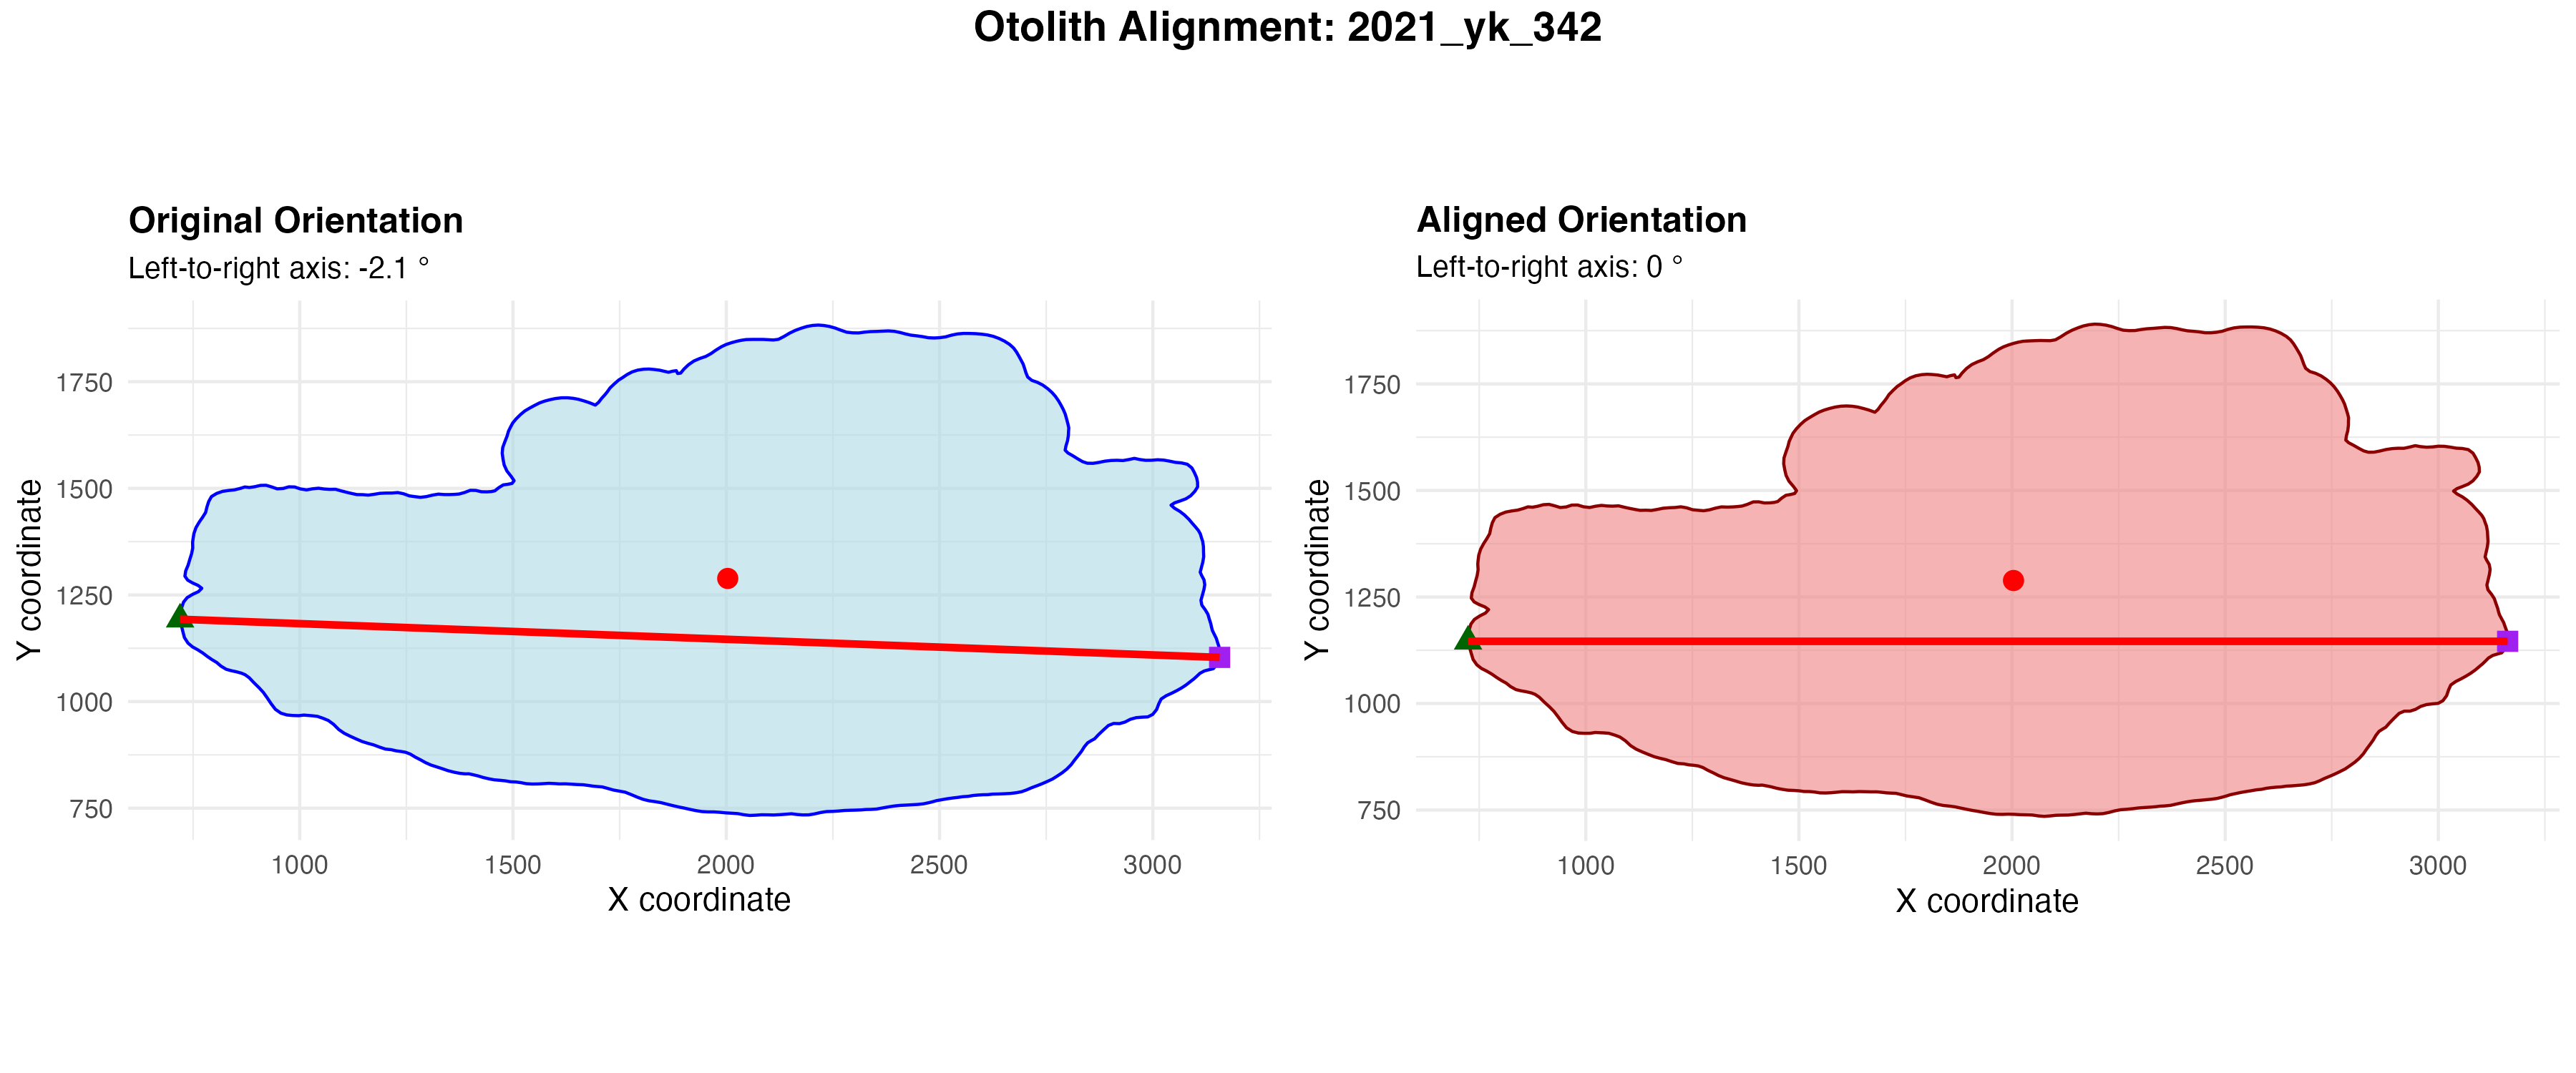 Otolith Alignment: 2021_yk_342
Original Orientation
Left-to-right axis: -2.1 °
1750
1500
1250
1000
750
Y coordinate
1000 1500 2000 2500 3000
X coordinate
Aligned Orientation
Left-to-right axis: 0 °
1750
1500
1250
1000
750
Y coordinate
1000 1500 2000 2500 3000
X coordinate